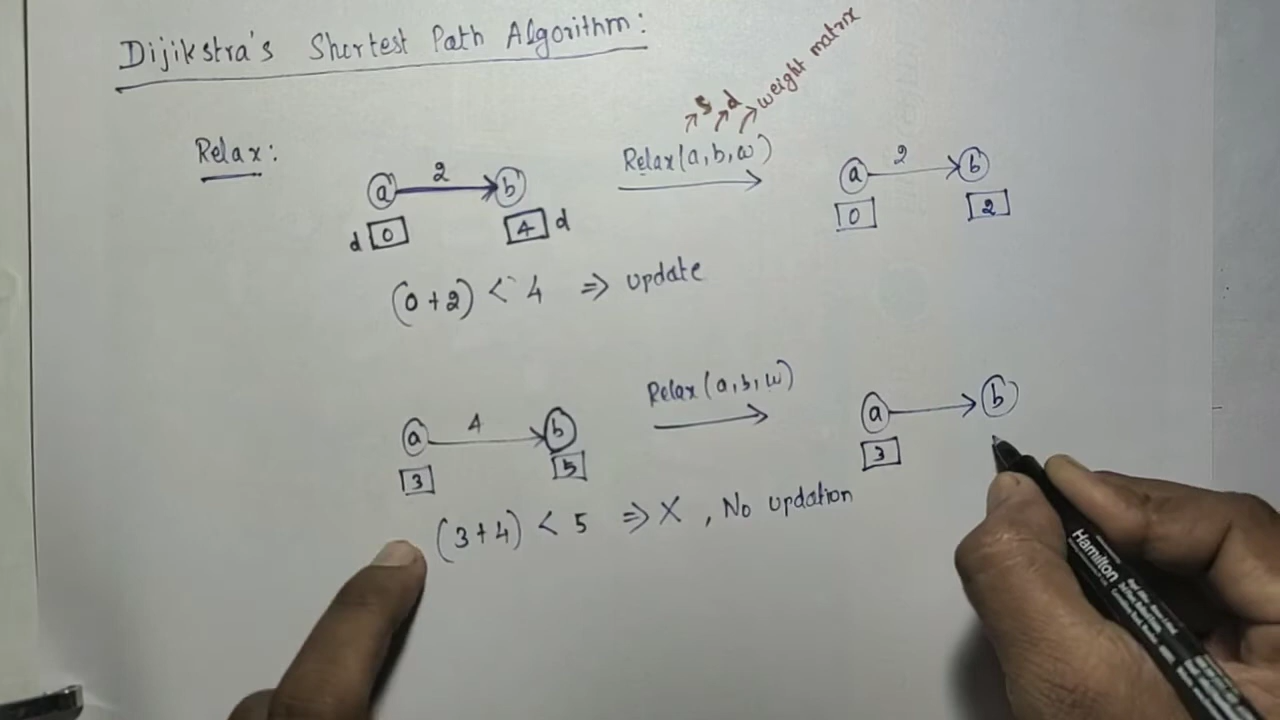 Dijikstra's Shortest Path Algorithm:
s d weight matrix
Relax:
a 2 b
Relax(a,b,w)
a 2 b
d 0 4 d
0 2
(0+2) < 4 ⇒ update
a 4 b
Relax(a,b,w)
a b
3 5
3
(3+4) < 5 ⇒ X , No updation
Hamilton